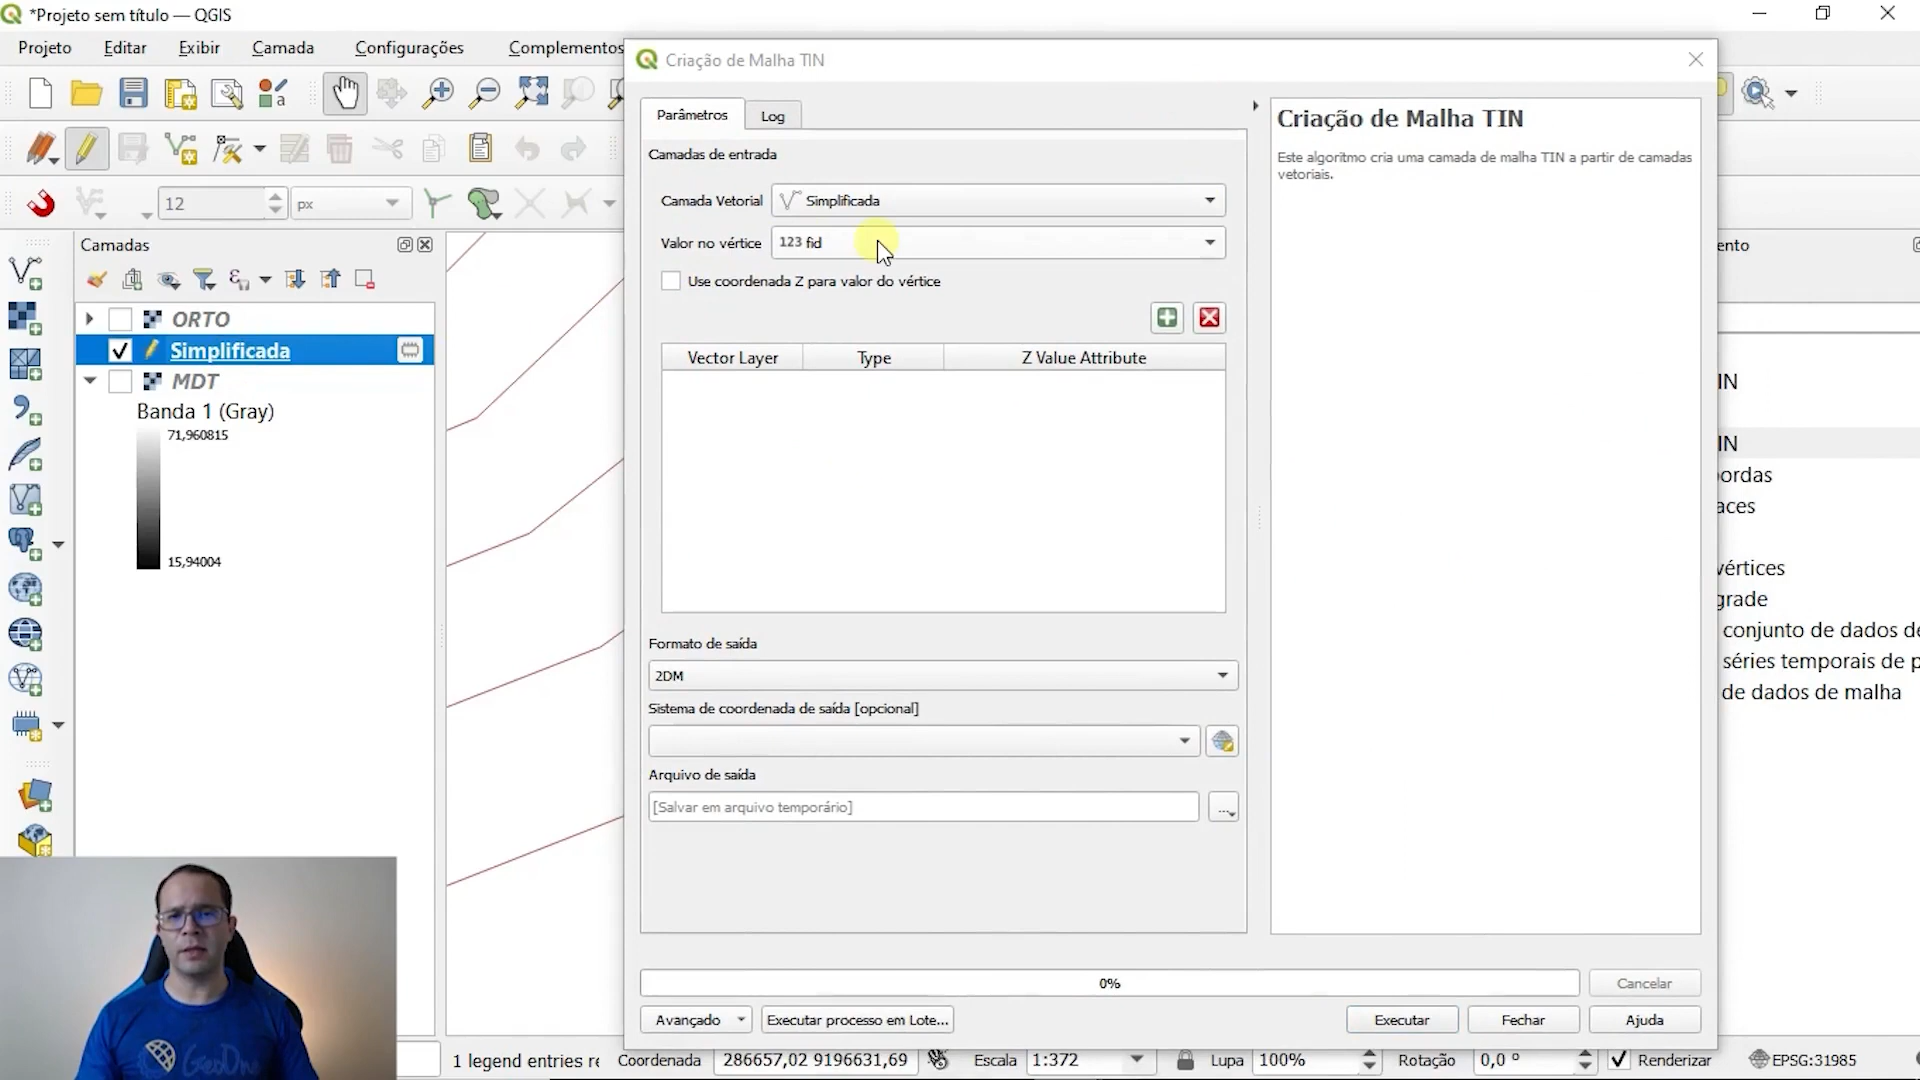 *Projeto sem título — QGIS
Projeto Editar Exibir Camada Configurações Complementos
12 px
Camadas
ORTO
Simplificada
MDT
Banda 1 (Gray)
71,960815
15,94004
Criação de Malha TIN
Parâmetros Log
Camadas de entrada
Camada Vetorial Simplificada
Valor no vértice 123 fid
Use coordenada Z para valor do vértice
Vector Layer Type Z Value Attribute
Formato de saída
2DM
Sistema de coordenada de saída [opcional]
Arquivo de saída
[Salvar em arquivo temporário]
...
Criação de Malha TIN
Este algoritmo cria uma camada de malha TIN a partir de camadas
vetoriais.
0% Cancelar
Avançado Executar processo em Lote... Executar Fechar Ajuda
ento
IN
IN
ordas
aces
vértices
grade
conjunto de dados de
séries temporais de p
de dados de malha
GeoOne
1 legend entries re Coordenada 286657,02 9196631,69 Escala 1:372 Lupa 100% Rotação 0,0 º Renderizar EPSG:31985